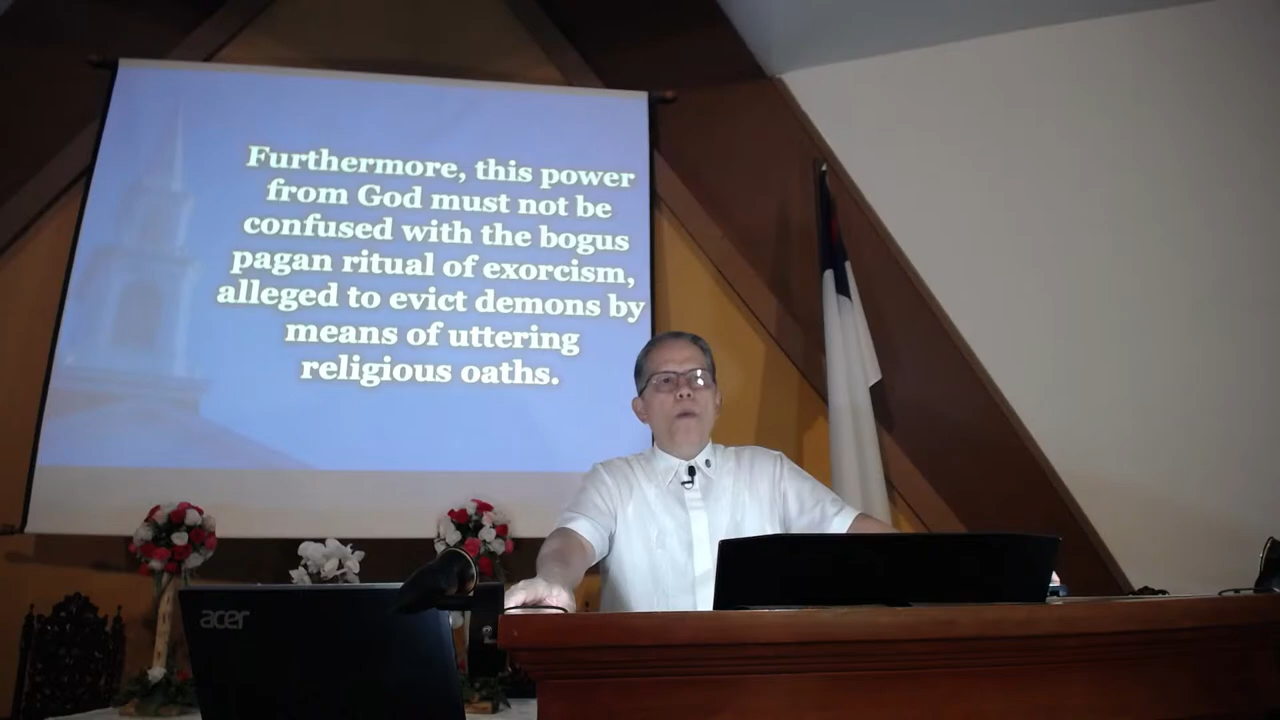 Furthermore, this power
from God must not be
confused with the bogus
pagan ritual of exorcism,
alleged to evict demons by
means of uttering
religious oaths.
acer